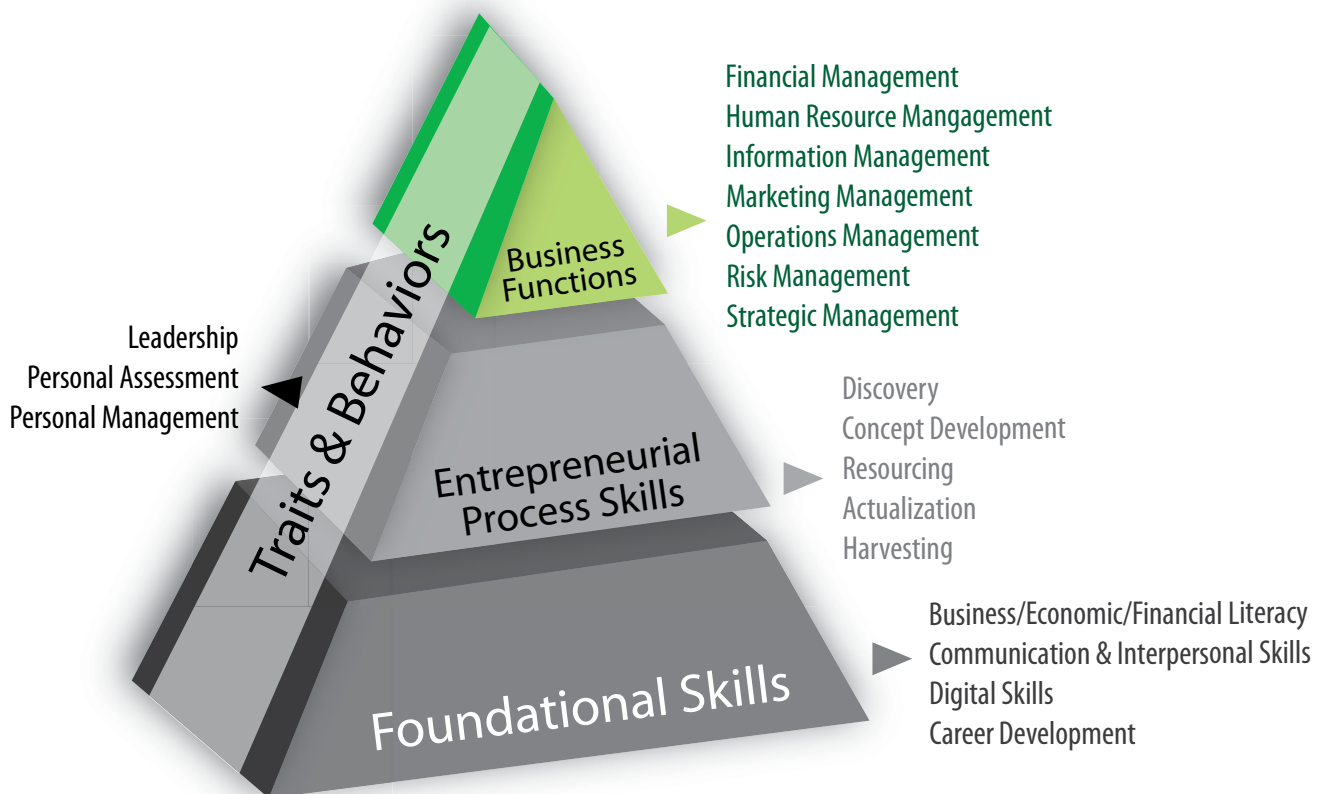 Financial Management
Human Resource Mangagement
Information Management
Marketing Management
Operations Management
Risk Management
Strategic Management
Business
Functions
Traits & Behaviors
Leadership
Personal Assessment
Personal Management
Discovery
Concept Development
Resourcing
Actualization
Harvesting
Entrepreneurial
Process Skills
Business/Economic/Financial Literacy
Communication & Interpersonal Skills
Digital Skills
Career Development
Foundational Skills